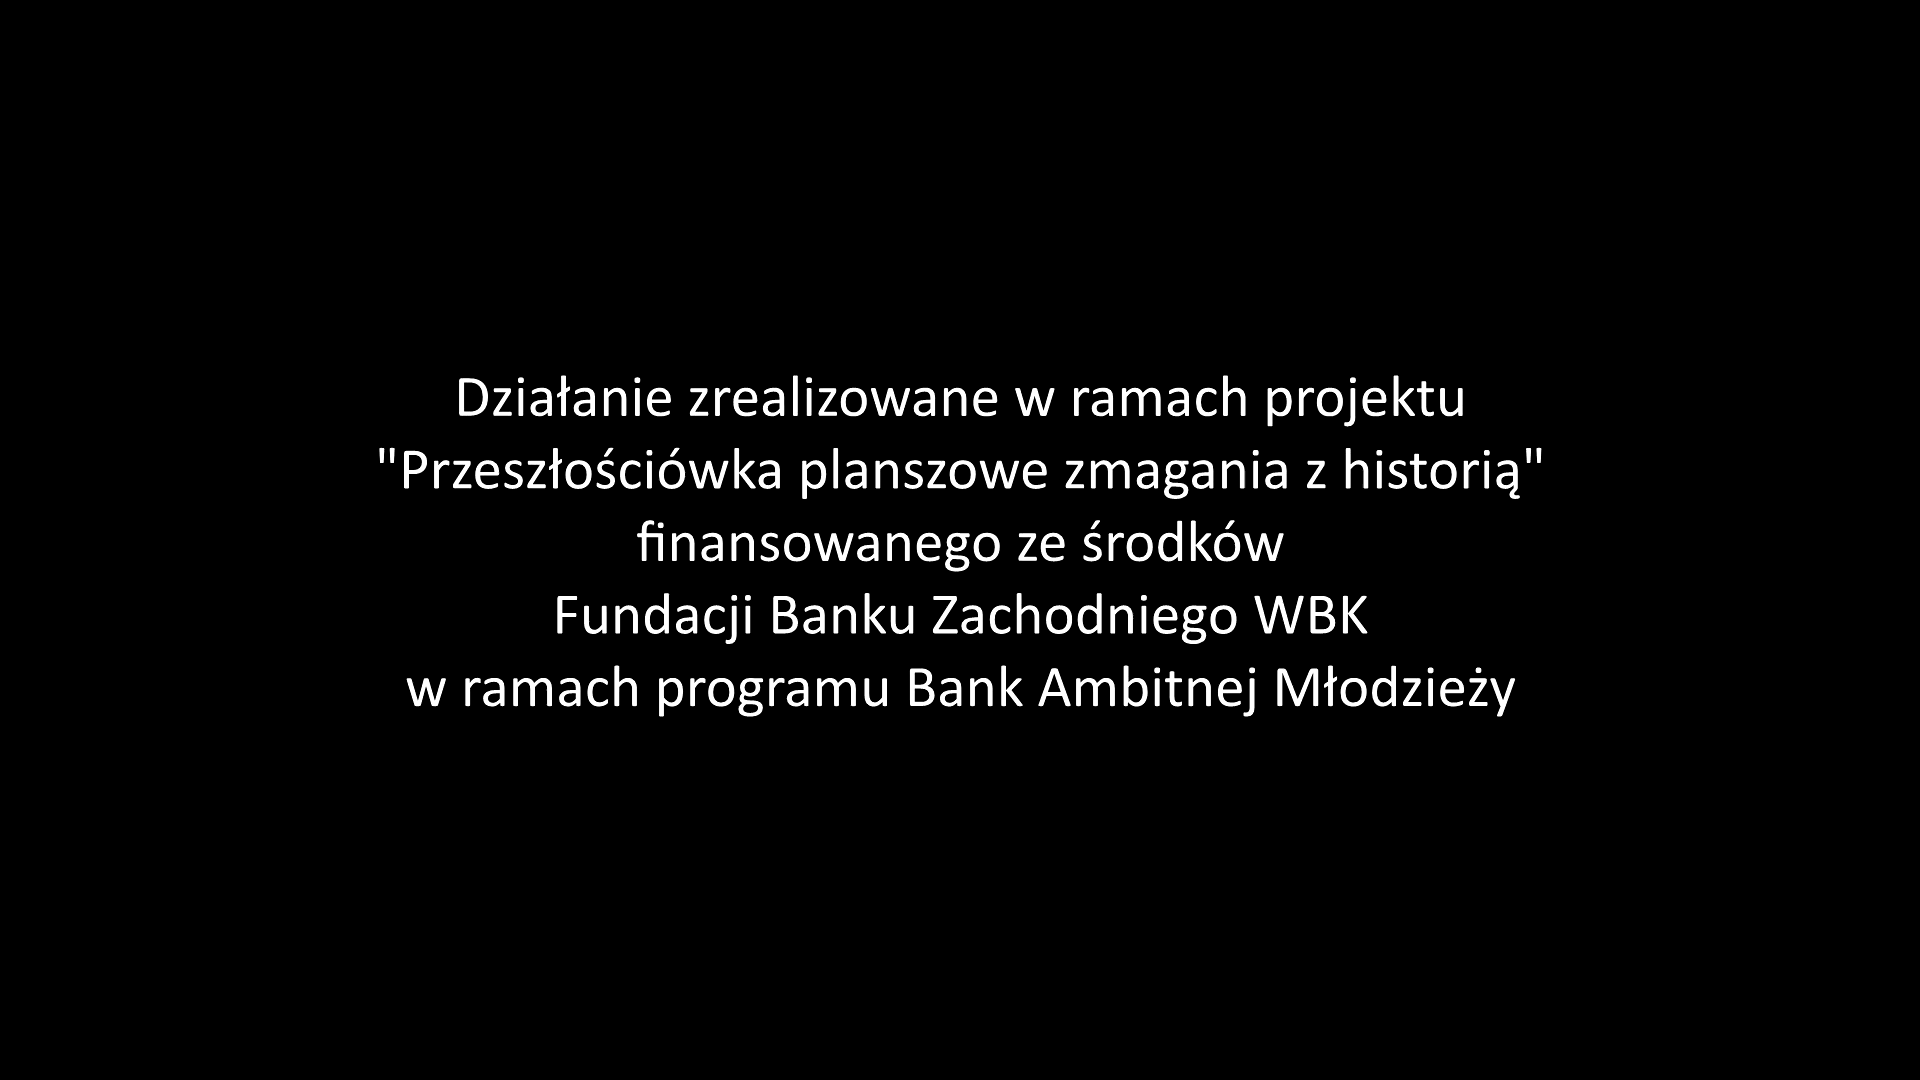 Działanie zrealizowane w ramach projektu
"Przeszłościówka planszowe zmagania z historią"
finansowanego ze środków
Fundacji Banku Zachodniego WBK
w ramach programu Bank Ambitnej Młodzieży